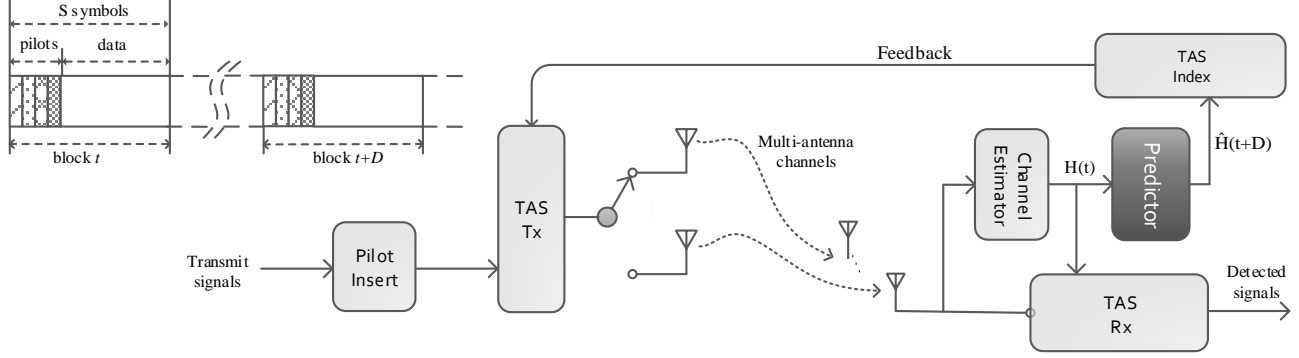 S symbols
pilots
data
block t
block t+D
Transmit
signals
Pilot
Insert
TAS
Tx
Feedback
Multi-antenna
channels
Channel
Estimator
H(t)
Predictor
Ĥ(t+D)
TAS
Index
TAS
Rx
Detected
signals